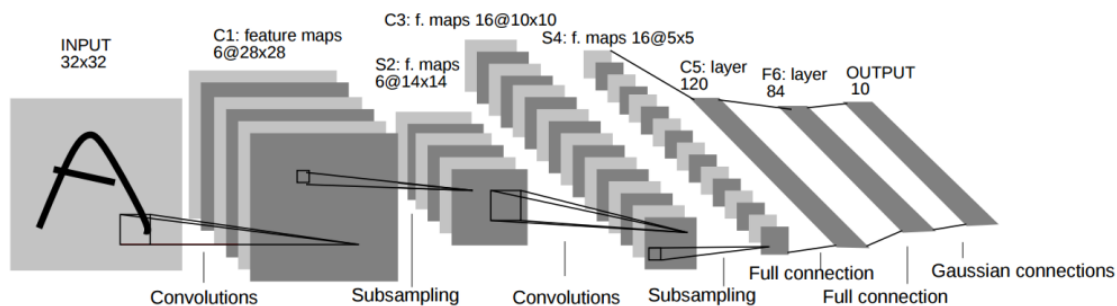 INPUT
32x32
C1: feature maps
6@28x28
S2: f. maps
6@14x14
C3: f. maps 16@10x10
S4: f. maps 16@5x5
C5: layer
120
F6: layer
84
OUTPUT
10
Convolutions
Subsampling
Convolutions
Subsampling
Full connection
Full connection
Gaussian connections